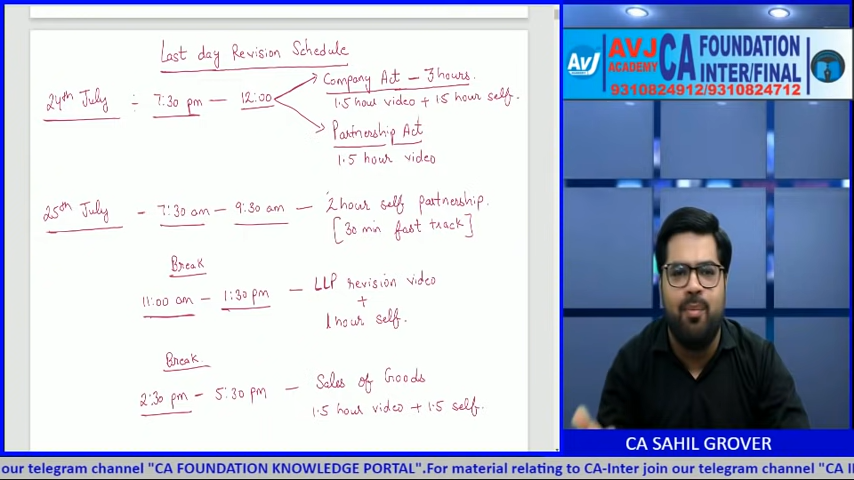 Last day Revision Schedule
24th July ÷ 7:30 pm — 12:00
Company Act — 3 hours.
1.5 hour video + 15 hour self.
Partnership Act
1.5 hour video
25th July - 7:30 am — 9:30 am — 2 hour self partnership.
[30 min fast track]
Break
11:00 am — 1:30 pm — LLP revision video
+
1 hour self.
Break
2:30 pm — 5:30 pm — Sales of Goods
1.5 hour video + 1.5 self.
AVJ
ACADEMY
CA
FOUNDATION
INTER/FINAL
9310824912/9310824712
AVJ
CA SAHIL GROVER
our telegram channel "CA FOUNDATION KNOWLEDGE PORTAL".For material relating to CA-Inter join our telegram channel "CA I